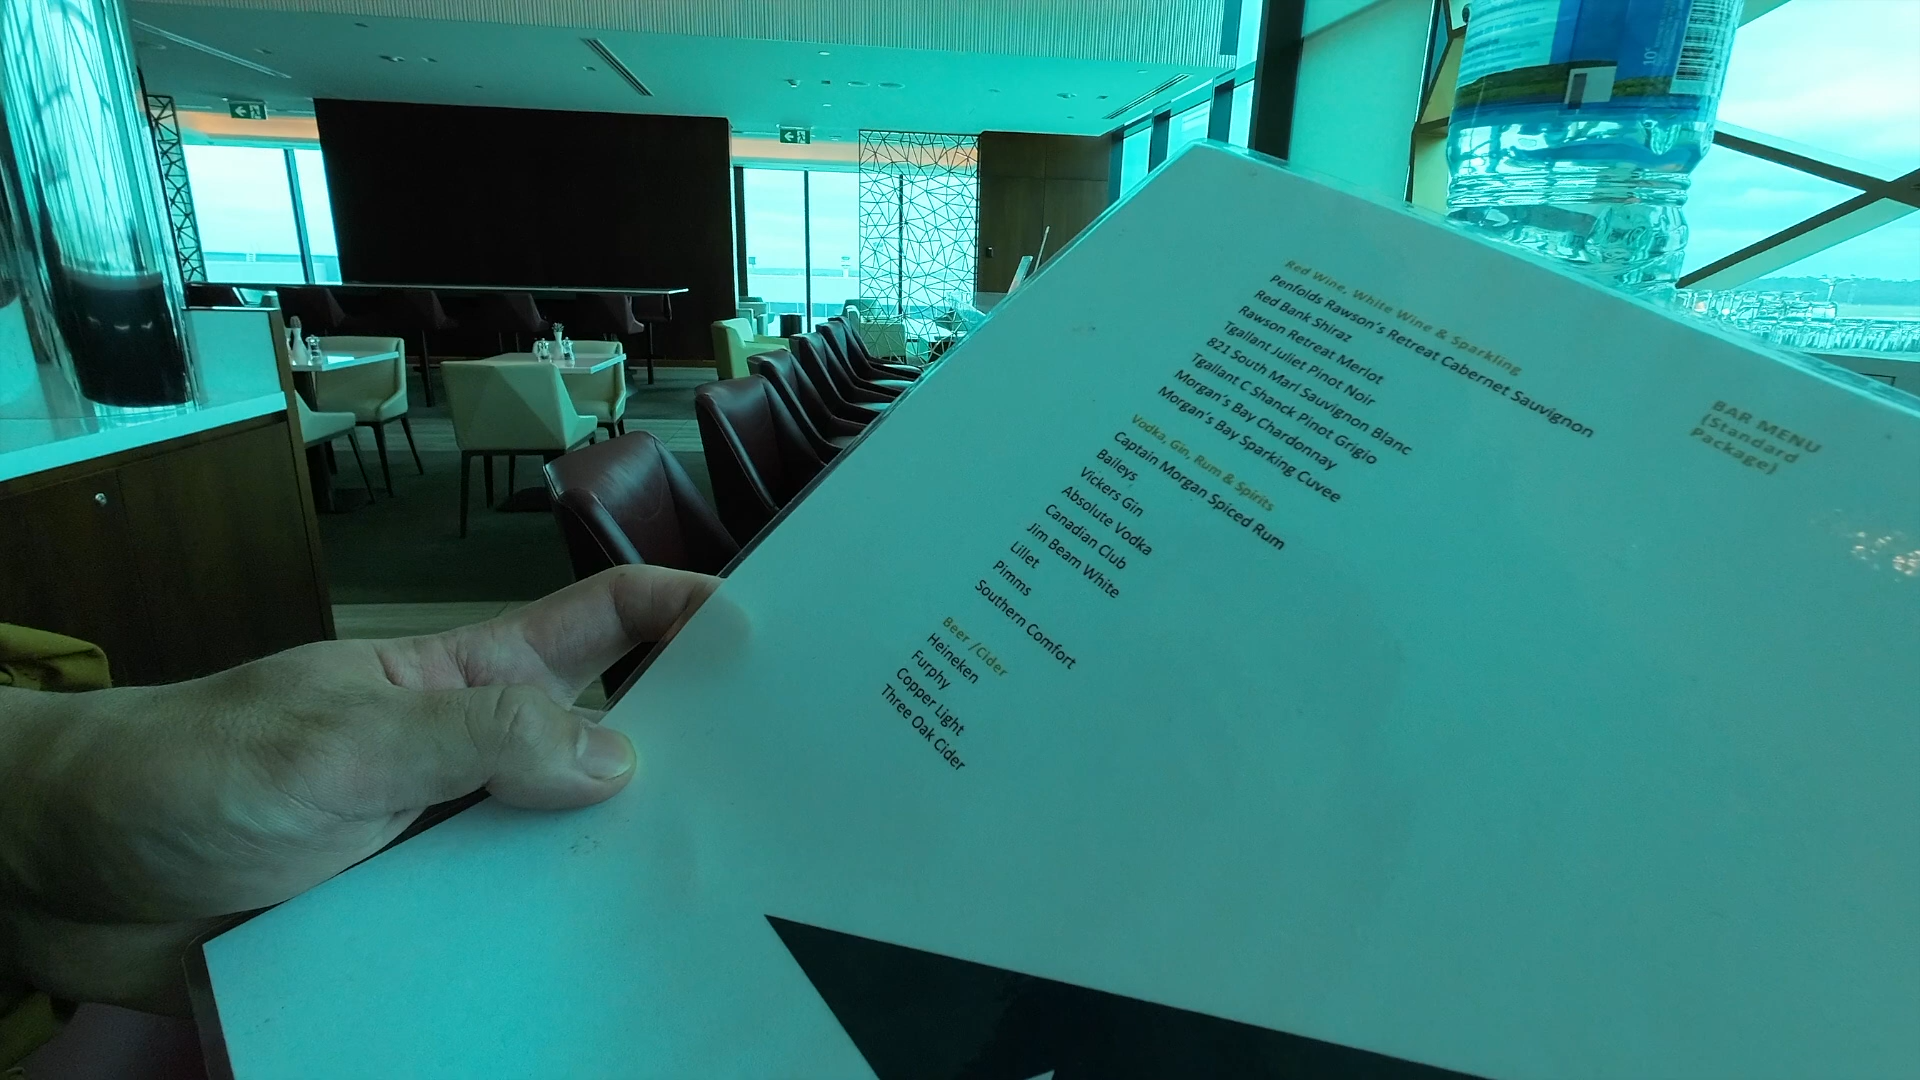 BAR MENU
(Standard
Package)
Red Wine, White Wine & Sparkling
Penfolds Rawson's Retreat Cabernet Sauvignon
Red Bank Shiraz
Rawson Retreat Merlot
Tgallant Juliet Pinot Noir
821 South Marl Sauvignon Blanc
Tgallant C Shanck Pinot Grigio
Morgan's Bay Chardonnay
Morgan's Bay Sparking Cuvee
Vodka, Gin, Rum & Spirits
Captain Morgan Spiced Rum
Baileys
Vickers Gin
Absolute Vodka
Canadian Club
Jim Beam White
Lillet
Pimms
Southern Comfort
Beer /Cider
Heineken
Furphy
Copper Light
Three Oak Cider